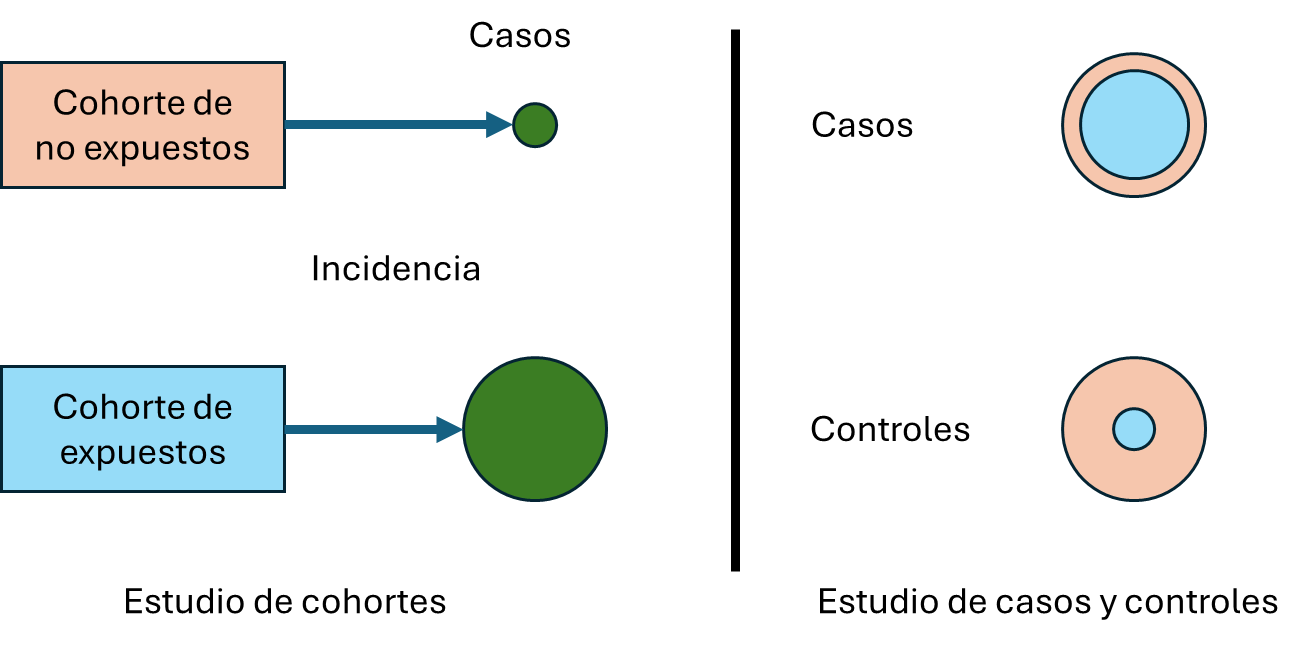 Casos
Cohorte de
no expuestos
Incidencia
Cohorte de
expuestos
Estudio de cohortes
Casos
Controles
Estudio de casos y controles